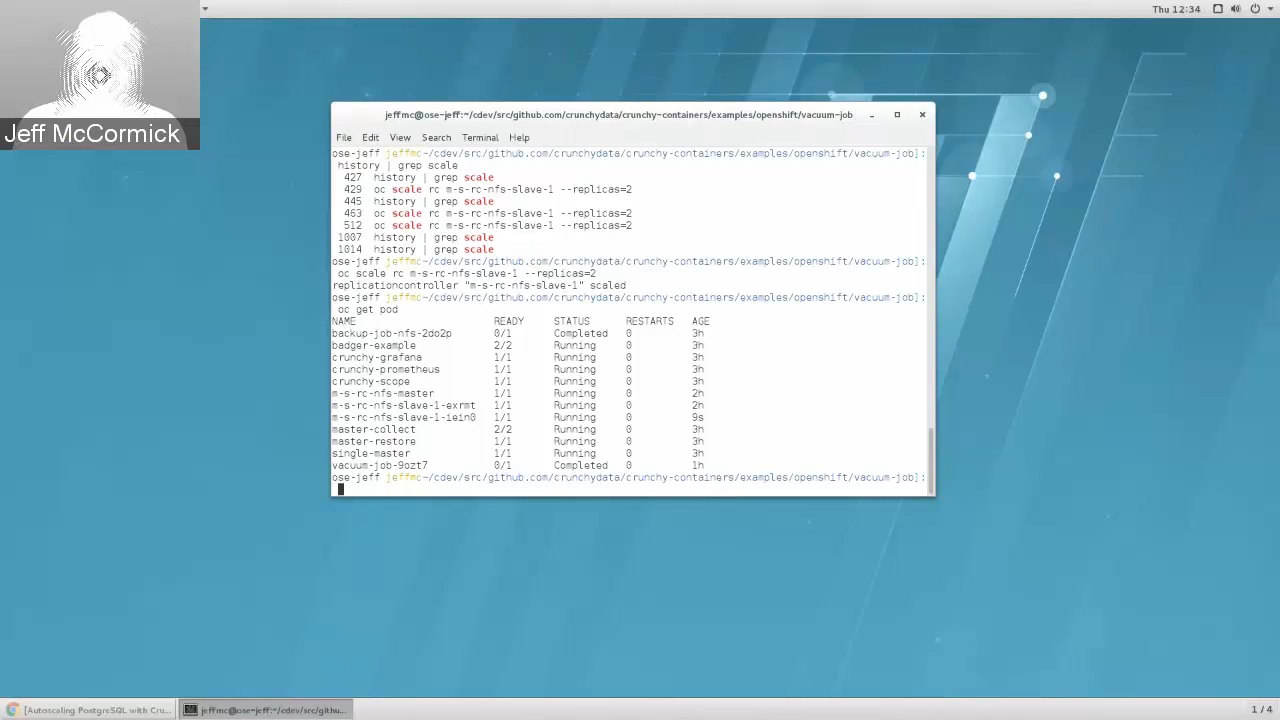 Thu 12:34
Jeff McCormick
jeffmc@ose-jeff:~/cdev/src/github.com/crunchydata/crunchy-containers/examples/openshift/vacuum-job
File Edit View Search Terminal Help
ose-jeff jeffmc~/cdev/src/github.com/crunchydata/crunchy-containers/examples/openshift/vacuum-job]:
history | grep scale
427 history | grep scale
429 oc scale rc m-s-rc-nfs-slave-1 --replicas=2
445 history | grep scale
463 oc scale rc m-s-rc-nfs-slave-1 --replicas=2
512 oc scale rc m-s-rc-nfs-slave-1 --replicas=2
1007 history | grep scale
1014 history | grep scale
ose-jeff jeffmc~/cdev/src/github.com/crunchydata/crunchy-containers/examples/openshift/vacuum-job]:
oc scale rc m-s-rc-nfs-slave-1 --replicas=2
replicationcontroller "m-s-rc-nfs-slave-1" scaled
ose-jeff jeffmc~/cdev/src/github.com/crunchydata/crunchy-containers/examples/openshift/vacuum-job]:
oc get pod
NAME READY STATUS RESTARTS AGE
backup-job-nfs-2do2p 0/1 Completed 0 3h
badger-example 2/2 Running 0 3h
crunchy-grafana 1/1 Running 0 3h
crunchy-prometheus 1/1 Running 0 3h
crunchy-scope 1/1 Running 0 3h
m-s-rc-nfs-master 1/1 Running 0 2h
m-s-rc-nfs-slave-1-exrmt 1/1 Running 0 2h
m-s-rc-nfs-slave-1-iein0 1/1 Running 0 9s
master-collect 2/2 Running 0 3h
master-restore 1/1 Running 0 3h
single-master 1/1 Running 0 3h
vacuum-job-9ozt7 0/1 Completed 0 1h
ose-jeff jeffmc~/cdev/src/github.com/crunchydata/crunchy-containers/examples/openshift/vacuum-job]:
[Autoscaling PostgreSQL with Cru... jeffmc@ose-jeff:~/cdev/src/githu... 1 / 4